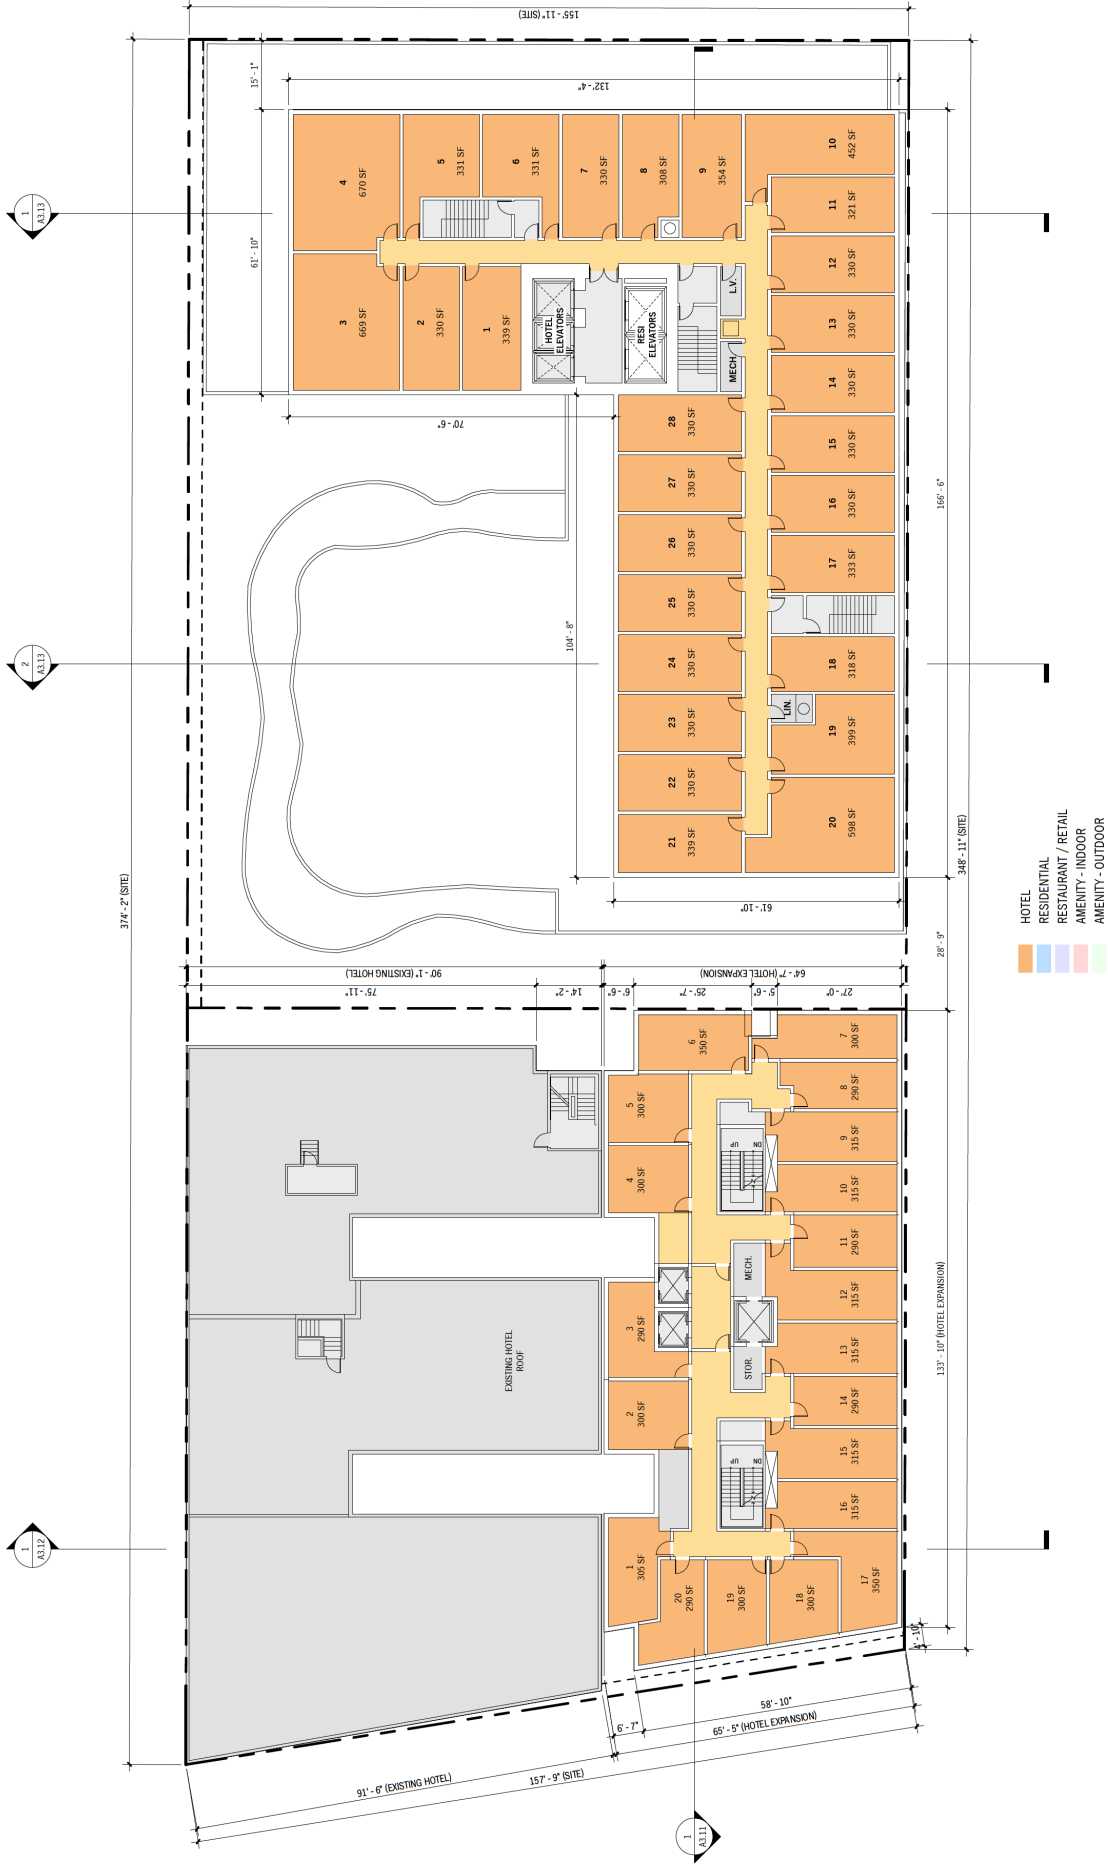 155' - 11" (SITE)
132' - 4"
15' - 1"
61' - 10"
70' - 6"
374' - 2" (SITE)
104' - 8"
166' - 6"
348' - 11" (SITE)
28' - 9"
61' - 10"
1
A3.13
2
A3.13
1
A3.12
1
A3.11
4
670 SF
5
331 SF
6
331 SF
7
330 SF
8
308 SF
9
354 SF
10
452 SF
3
669 SF
2
330 SF
1
339 SF
HOTEL
ELEVATORS
RESI
ELEVATORS
L.V.
MECH
11
321 SF
12
330 SF
13
330 SF
14
330 SF
15
330 SF
16
330 SF
17
333 SF
18
318 SF
LIN.
19
399 SF
20
598 SF
28
330 SF
27
330 SF
26
330 SF
25
330 SF
24
330 SF
23
330 SF
22
330 SF
21
339 SF
90' - 1" (EXISTING HOTEL)
64' - 7" (HOTEL EXPANSION)
75' - 11"
14' - 2"
6' - 6"
25' - 7"
5' - 6"
27' - 0"
6
350 SF
7
300 SF
5
300 SF
8
290 SF
UP
DN
9
315 SF
4
300 SF
10
315 SF
11
290 SF
MECH.
12
315 SF
3
290 SF
13
315 SF
STOR.
14
290 SF
2
300 SF
UP
DN
15
315 SF
16
315 SF
1
305 SF
20
290 SF
19
300 SF
18
300 SF
17
350 SF
EXISTING HOTEL
ROOF
133' - 10" (HOTEL EXPANSION)
4' - 10"
6' - 7"
58' - 10"
65' - 5" (HOTEL EXPANSION)
91' - 6" (EXISTING HOTEL)
157' - 9" (SITE)
HOTEL
RESIDENTIAL
RESTAURANT / RETAIL
AMENITY - INDOOR
AMENITY - OUTDOOR